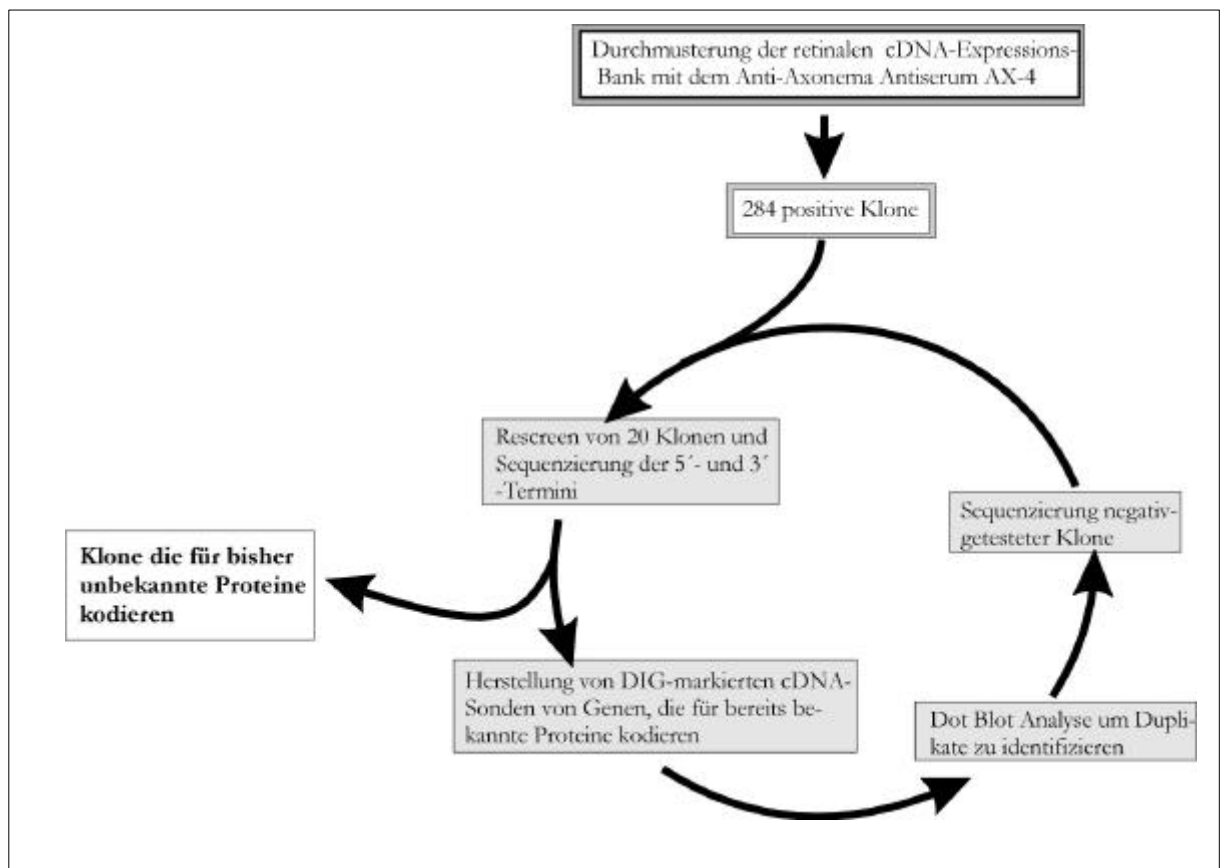 Durchmusterung der retinalen cDNA-Expressions-
Bank mit dem Anti-Axonema Antiserum AX-4
284 positive Klone
Rescreen von 20 Klonen und
Sequenzierung der 5´- und 3´
-Termini
Sequenzierung negativ-
getesteter Klone
Klone die für bisher
unbekannte Proteine
kodieren
Herstellung von DIG-markierten cDNA-
Sonden von Genen, die für bereits be-
kannte Proteine kodieren
Dot Blot Analyse um Dupli-
kate zu identifizieren